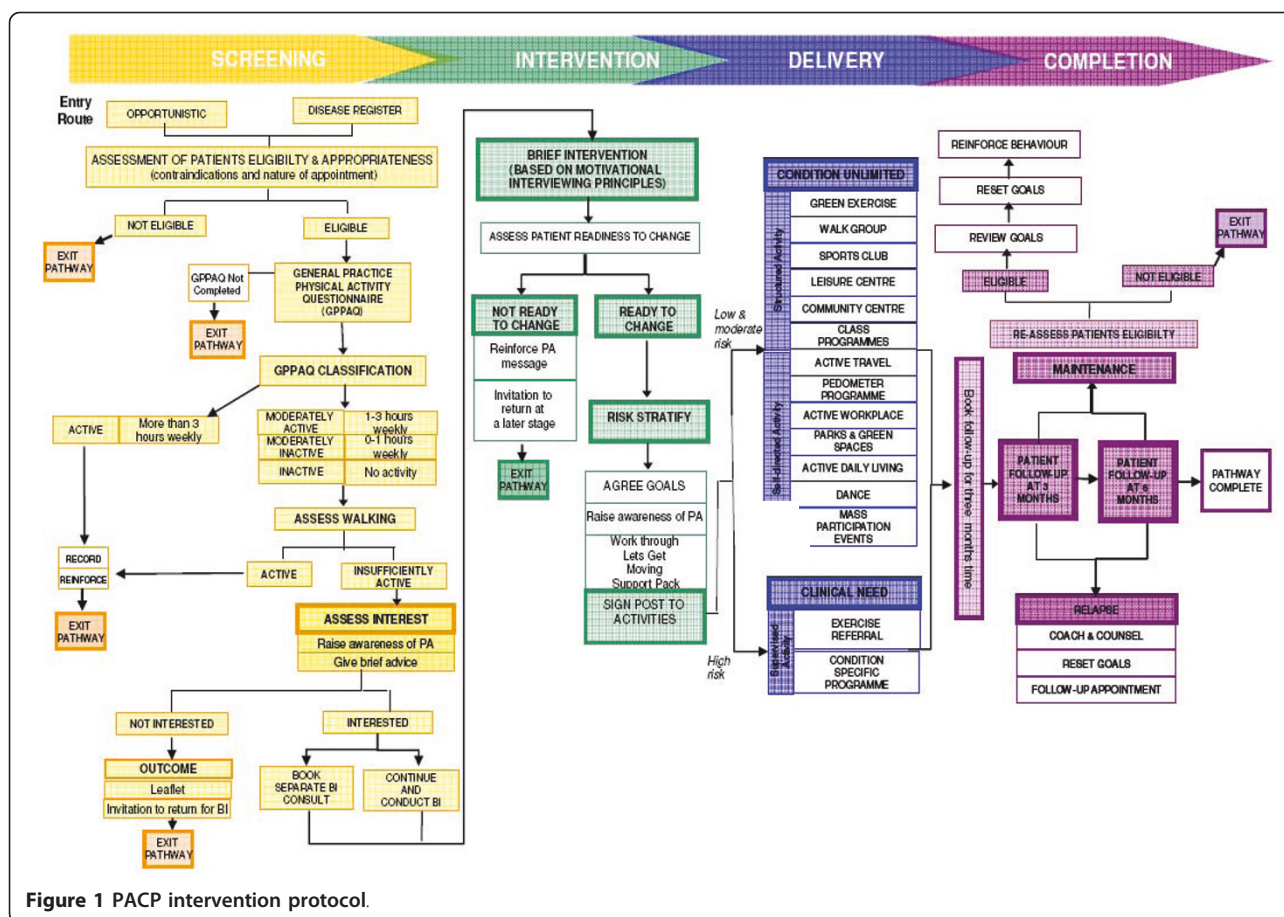 SCREENING
INTERVENTION
DELIVERY
COMPLETION
Entry
Route
OPPORTUNISTIC
DISEASE REGISTER
ASSESSMENT OF PATIENTS ELIGIBILTY & APPROPRIATENESS
(contraindications and nature of appointment)
NOT ELIGIBLE
ELIGIBLE
EXIT
PATHWAY
GPPAQ Not
Completed
GENERAL PRACTICE
PHYSICAL ACTIVITY
QUESTIONNAIRE
(GPPAQ)
EXIT
PATHWAY
GPPAQ CLASSIFICATION
ACTIVE
More than 3
hours weekly
MODERATELY
ACTIVE
1-3 hours
weekly
MODERATELY
INACTIVE
0-1 hours
weekly
INACTIVE
No activity
ASSESS WALKING
RECORD
REINFORCE
ACTIVE
INSUFFICIENTLY
ACTIVE
EXIT
PATHWAY
ASSESS INTEREST
Raise awareness of PA
Give brief advice
NOT INTERESTED
INTERESTED
OUTCOME
Leaflet
Invitation to return for BI
EXIT
PATHWAY
BOOK
SEPARATE BI
CONSULT
CONTINUE
AND
CONDUCT BI
BRIEF INTERVENTION
(BASED ON MOTIVATIONAL
INTERVIEWING PRINCIPLES)
ASSESS PATIENT READINESS TO CHANGE
NOT READY
TO CHANGE
Reinforce PA
message
Invitation to
return at
a later stage
EXIT
PATHWAY
READY TO
CHANGE
RISK STRATIFY
AGREE GOALS
Raise awareness of PA
Work through
Lets Get
Moving
Support Pack
SIGN POST TO
ACTIVITIES
Low &
moderate
risk
High
risk
CONDITION UNLIMITED
Structured Activity
GREEN EXERCISE
WALK GROUP
SPORTS CLUB
LEISURE CENTRE
COMMUNITY CENTRE
CLASS
PROGRAMMES
Self-directed Activity
ACTIVE TRAVEL
PEDOMETER
PROGRAMME
ACTIVE WORKPLACE
PARKS & GREEN
SPACES
ACTIVE DAILY LIVING
DANCE
MASS
PARTICIPATION
EVENTS
CLINICAL NEED
Supervised
Activity
EXERCISE
REFERRAL
CONDITION
SPECIFIC
PROGRAMME
Book follow-up for three months time
REINFORCE BEHAVIOUR
RESET GOALS
REVIEW GOALS
ELIGIBLE
NOT ELIGIBLE
EXIT
PATHWAY
RE-ASSESS PATIENTS ELIGIBILTY
MAINTENANCE
PATIENT
FOLLOW-UP
AT 3
MONTHS
PATIENT
FOLLOW-UP
AT 6
MONTHS
PATHWAY
COMPLETE
RELAPSE
COACH & COUNSEL
RESET GOALS
FOLLOW-UP APPOINTMENT
Figure 1 PACP intervention protocol.